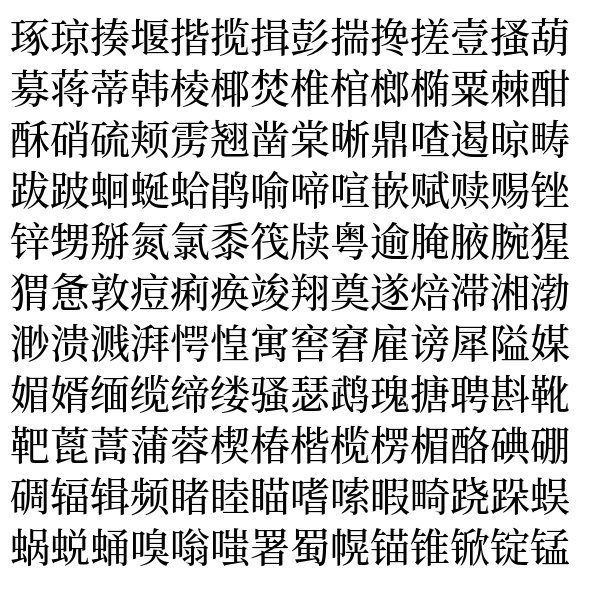 琢琼揍堰揩揽揖彭揣搀搓壹搔葫
募蒋蒂韩棱椰焚椎棺榔椭粟棘酣
酥硝硫颊雳翘凿棠晰鼎喳遏晾畴
跋跛蛔蜒蛤鹃喻啼喧嵌赋赎赐锉
锌甥掰氮氯黍筏牍粤逾腌腋腕猩
猬惫敦痘痢痪竣翔奠遂焙滞湘渤
渺溃溅湃愕惶寓窖窘雇谤犀隘媒
媚婿缅缆缔缕骚瑟鹉瑰搪聘斟靴
靶蓖蒿蒲蓉楔椿楷榄楞楣酪碘硼
碉辐辑频睹睦瞄嗜嗦暇畸跷跺蜈
蜗蜕蛹嗅嗡嗤署蜀幌锚锥锨锭锰